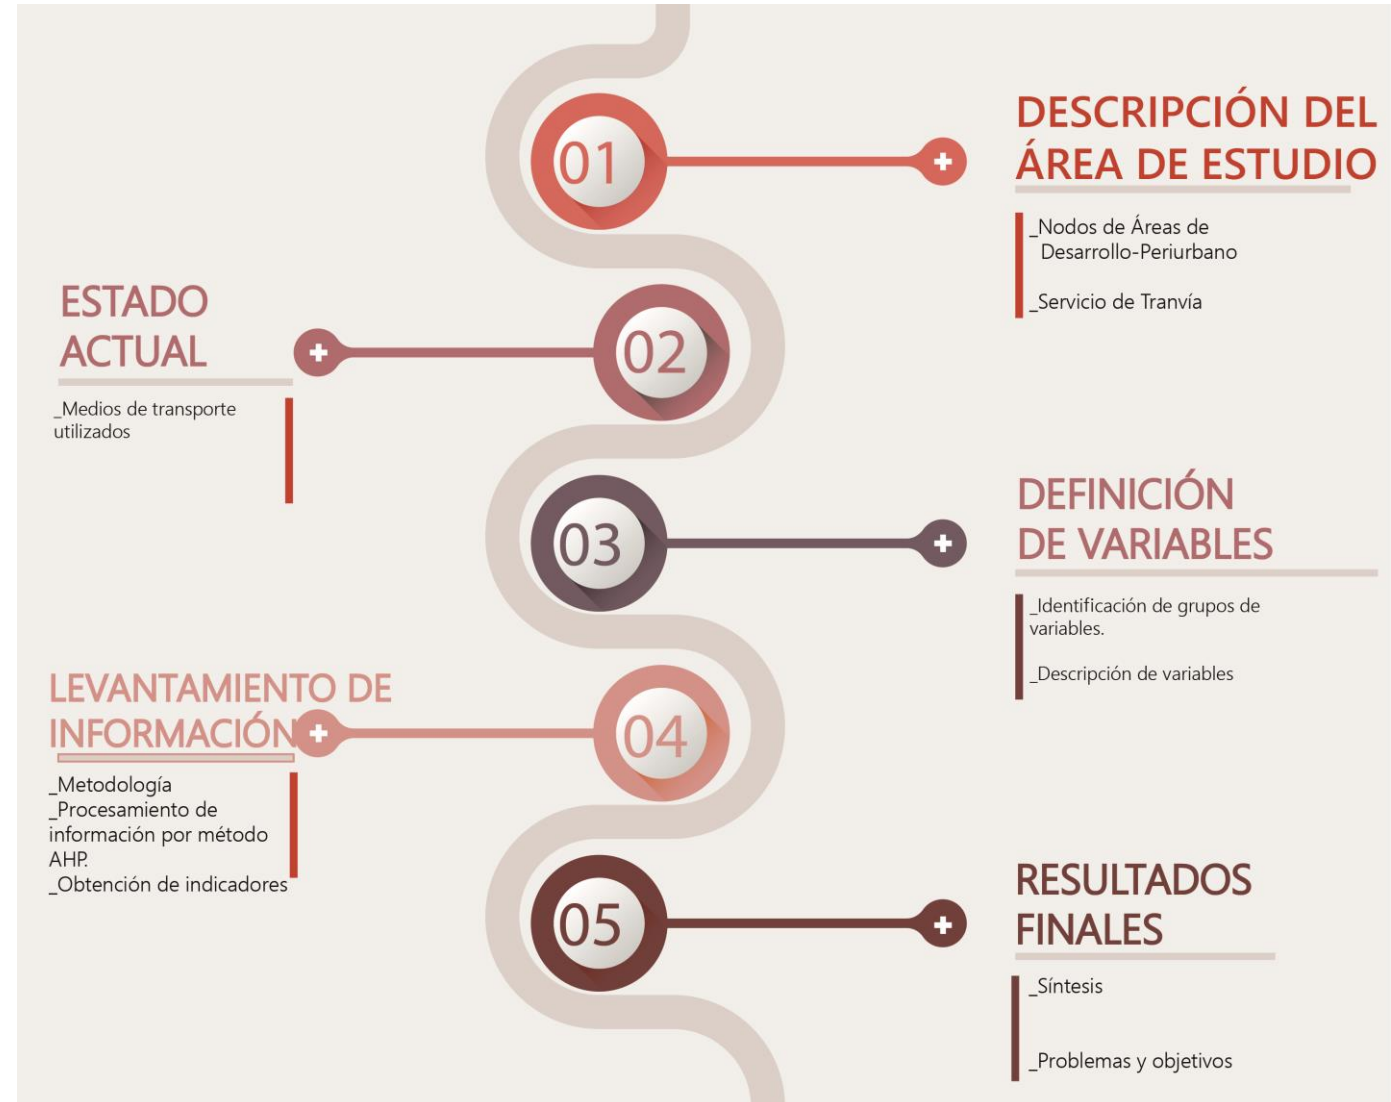 01
DESCRIPCIÓN DEL
ÁREA DE ESTUDIO
_Nodos de Áreas de
Desarrollo-Periurbano
_Servicio de Tranvía
ESTADO
ACTUAL
02
_Medios de transporte
utilizados
03
DEFINICIÓN
DE VARIABLES
_Identificación de grupos de
variables.
_Descripción de variables
LEVANTAMIENTO DE
INFORMACIÓN
04
_Metodología
_Procesamiento de
información por método
AHP.
_Obtención de indicadores
05
RESULTADOS
FINALES
_Síntesis
_Problemas y objetivos